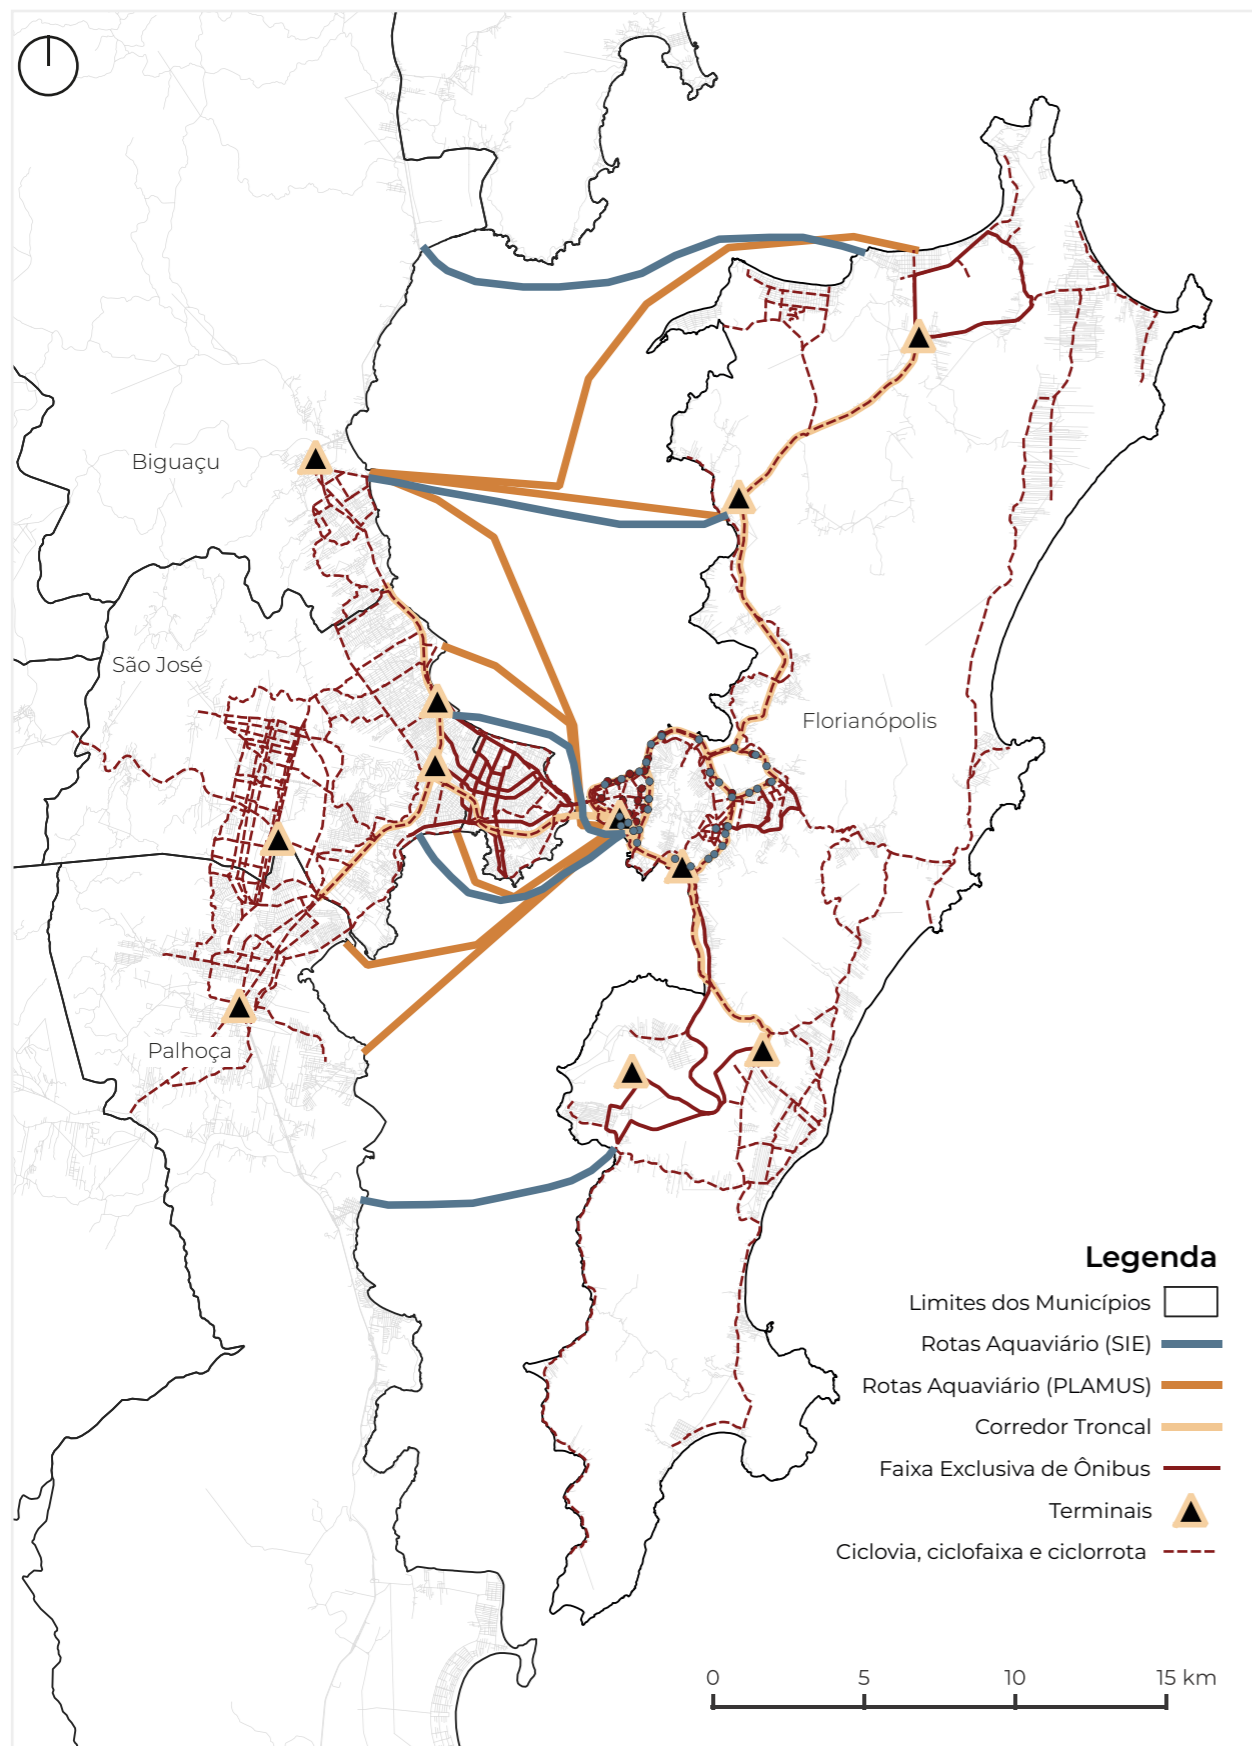 Biguaçu
São José
Florianópolis
Palhoça
Legenda
Limites dos Municípios
Rotas Aquaviário (SIE)
Rotas Aquaviário (PLAMUS)
Corredor Troncal
Faixa Exclusiva de Ônibus
Terminais
Ciclovia, ciclofaixa e ciclorrota
0 5 10 15 km